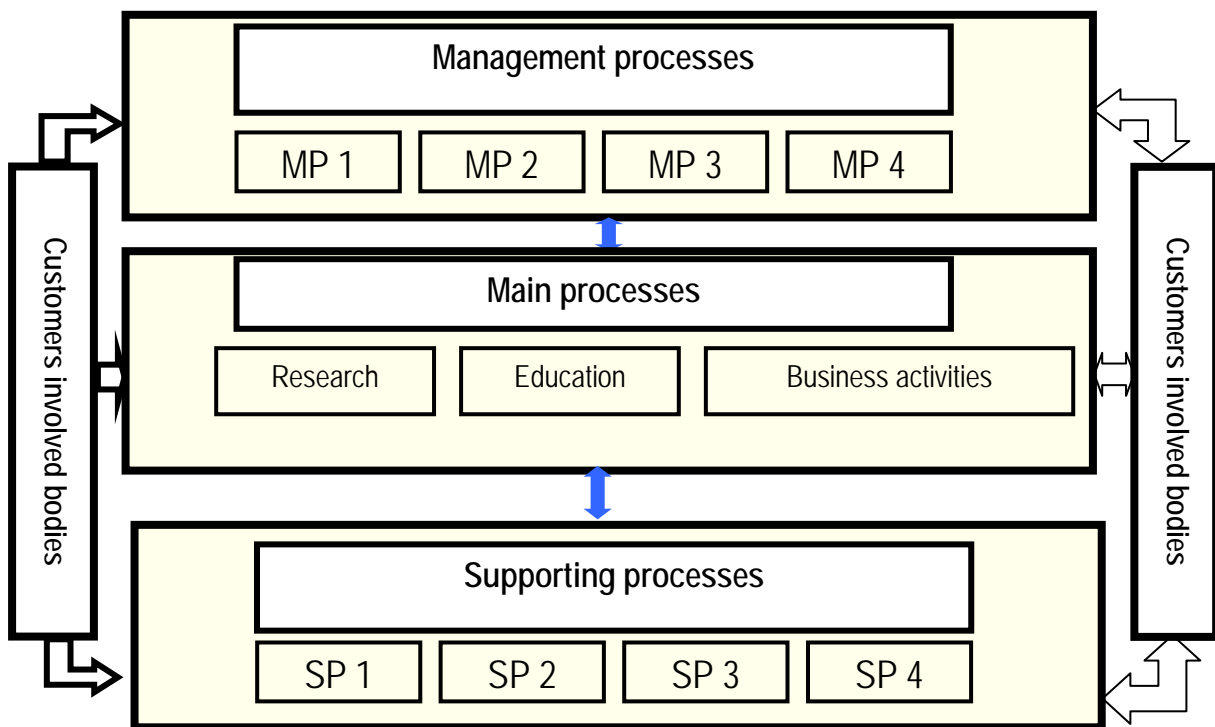 Management processes
MP 1
MP 2
MP 3
MP 4
Customers involved bodies
Main processes
Research
Education
Business activities
Customers involved bodies
Supporting processes
SP 1
SP 2
SP 3
SP 4